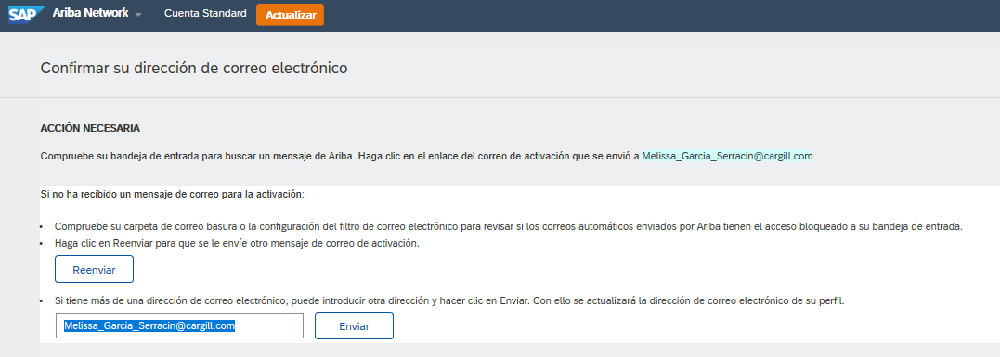 SAP Ariba Network Cuenta Standard Actualizar
Confirmar su dirección de correo electrónico
ACCIÓN NECESARIA
Compruebe su bandeja de entrada para buscar un mensaje de Ariba. Haga clic en el enlace del correo de activación que se envió a Melissa_Garcia_Serracin@cargill.com.
Si no ha recibido un mensaje de correo para la activación:
• Compruebe su carpeta de correo basura o la configuración del filtro de correo electrónico para revisar si los correos automáticos enviados por Ariba tienen el acceso bloqueado a su bandeja de entrada.
• Haga clic en Reenviar para que se le envíe otro mensaje de correo de activación.
Reenviar
• Si tiene más de una dirección de correo electrónico, puede introducir otra dirección y hacer clic en Enviar. Con ello se actualizará la dirección de correo electrónico de su perfil.
Melissa_Garcia_Serracin@cargill.com Enviar